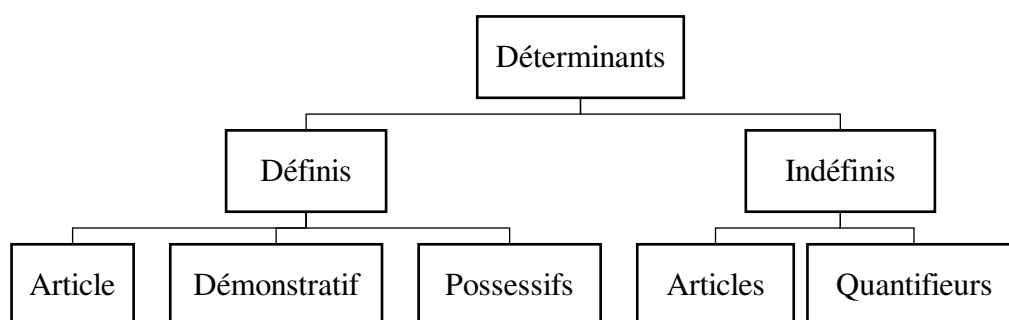 Déterminants
Définis
Indéfinis
Article
Démonstratif
Possessifs
Articles
Quantifieurs